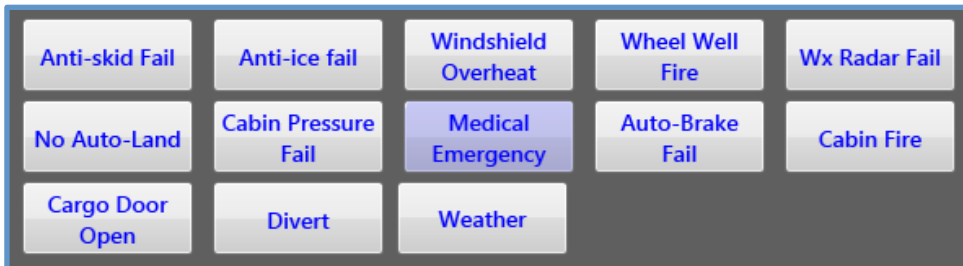 Anti-skid Fail
Anti-ice fail
Windshield
Overheat
Wheel Well
Fire
Wx Radar Fail
No Auto-Land
Cabin Pressure
Fail
Medical
Emergency
Auto-Brake
Fail
Cabin Fire
Cargo Door
Open
Divert
Weather